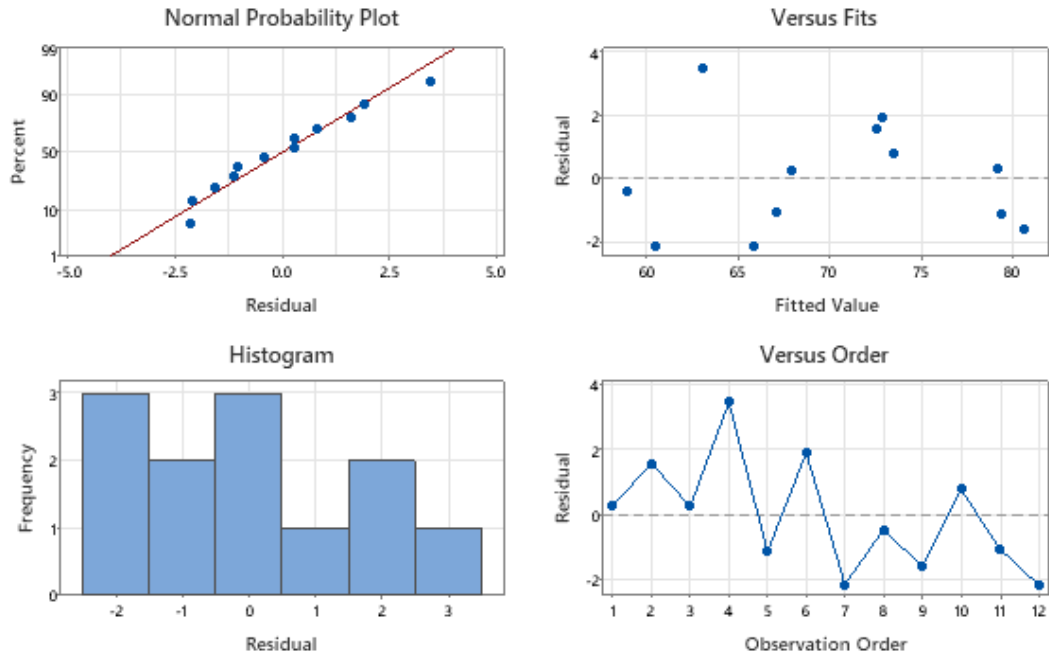 Normal Probability Plot
99
90
50
10
1
Percent
-5.0 -2.5 0.0 2.5 5.0
Residual
Versus Fits
4
2
0
-2
Residual
60 65 70 75 80
Fitted Value
Histogram
3
2
1
0
Frequency
-2 -1 0 1 2 3
Residual
Versus Order
4
2
0
-2
Residual
1 2 3 4 5 6 7 8 9 10 11 12
Observation Order